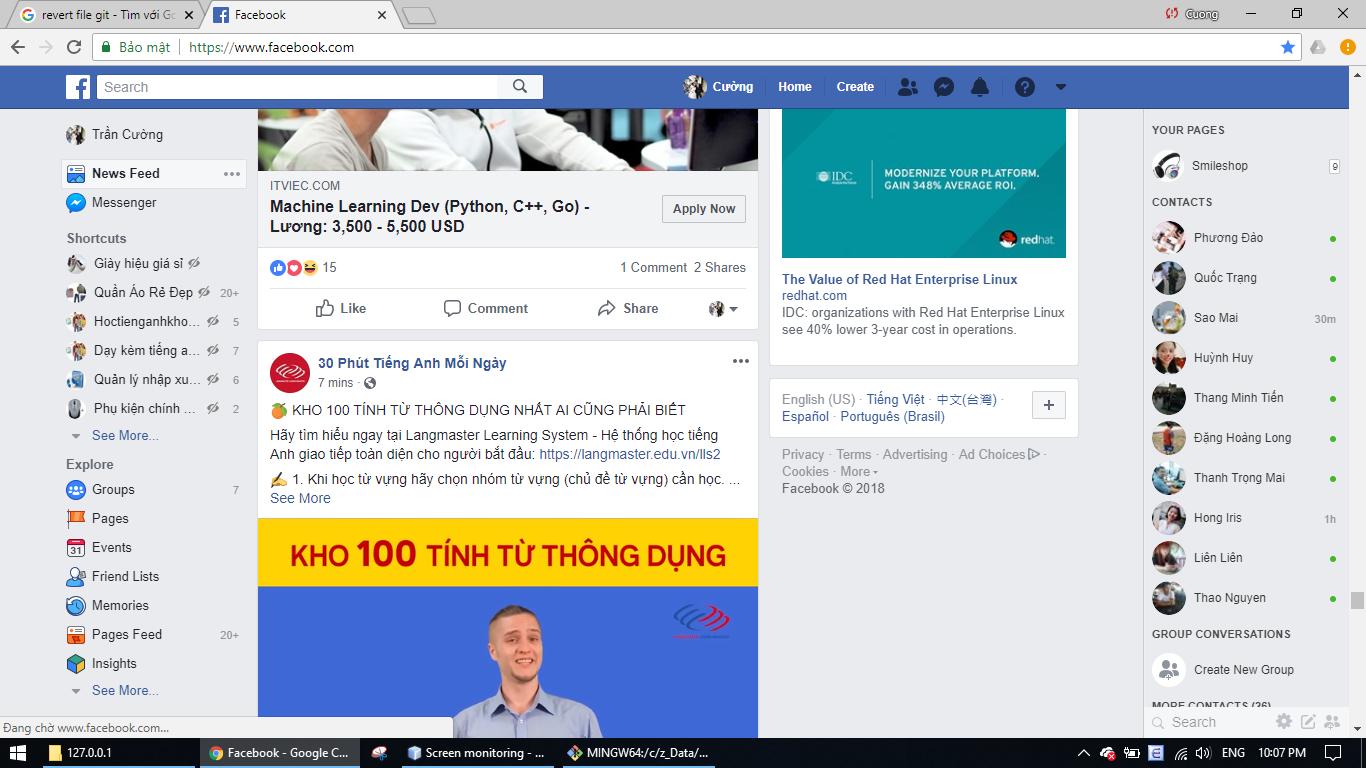 revert file git - Tìm với Go
Facebook
Cuong
Bảo mật
https://www.facebook.com
Search
Cường
Home
Create
Trần Cường
News Feed
Messenger
Shortcuts
Giày hiệu giá sỉ
Quần Áo Rẻ Đẹp 20+
Hoctienganhkho... 5
Dạy kèm tiếng a... 7
Quản lý nhập xu... 6
Phụ kiện chính ... 2
See More...
Explore
Groups 7
Pages
31 Events
Friend Lists
Memories
Pages Feed 20+
Insights
See More...
ITVIEC.COM
Machine Learning Dev (Python, C++, Go) -
Lương: 3,500 - 5,500 USD
Apply Now
15
1 Comment 2 Shares
Like Comment Share
30 Phút Tiếng Anh Mỗi Ngày
7 mins ·
KHO 100 TÍNH TỪ THÔNG DỤNG NHẤT AI CŨNG PHẢI BIẾT
Hãy tìm hiểu ngay tại Langmaster Learning System - Hệ thống học tiếng
Anh giao tiếp toàn diện cho người bắt đầu: https://langmaster.edu.vn/lls2
1. Khi học từ vựng hãy chọn nhóm từ vựng (chủ đề từ vựng) cần học. ...
See More
KHO 100 TÍNH TỪ THÔNG DỤNG
IDC
MODERNIZE YOUR PLATFORM.
GAIN 348% AVERAGE ROI.
redhat.
The Value of Red Hat Enterprise Linux
redhat.com
IDC: organizations with Red Hat Enterprise Linux
see 40% lower 3-year cost in operations.
English (US) · Tiếng Việt · 中文(台灣) ·
Español · Português (Brasil)
Privacy · Terms · Advertising · Ad Choices ·
Cookies · More
Facebook © 2018
YOUR PAGES
Smileshop 9
CONTACTS
Phương Đào
Quốc Trạng
Sao Mai 30m
Huỳnh Huy
Thang Minh Tiến
Đặng Hoàng Long
Thanh Trọng Mai
Hong Iris 1h
Liên Liên
Thao Nguyen
GROUP CONVERSATIONS
Create New Group
MORE CONTACTS (26)
Search
Đang chờ www.facebook.com...
127.0.0.1
Facebook - Google C...
Screen monitoring - ...
MINGW64:/c/z_Data/...
ENG
10:07 PM